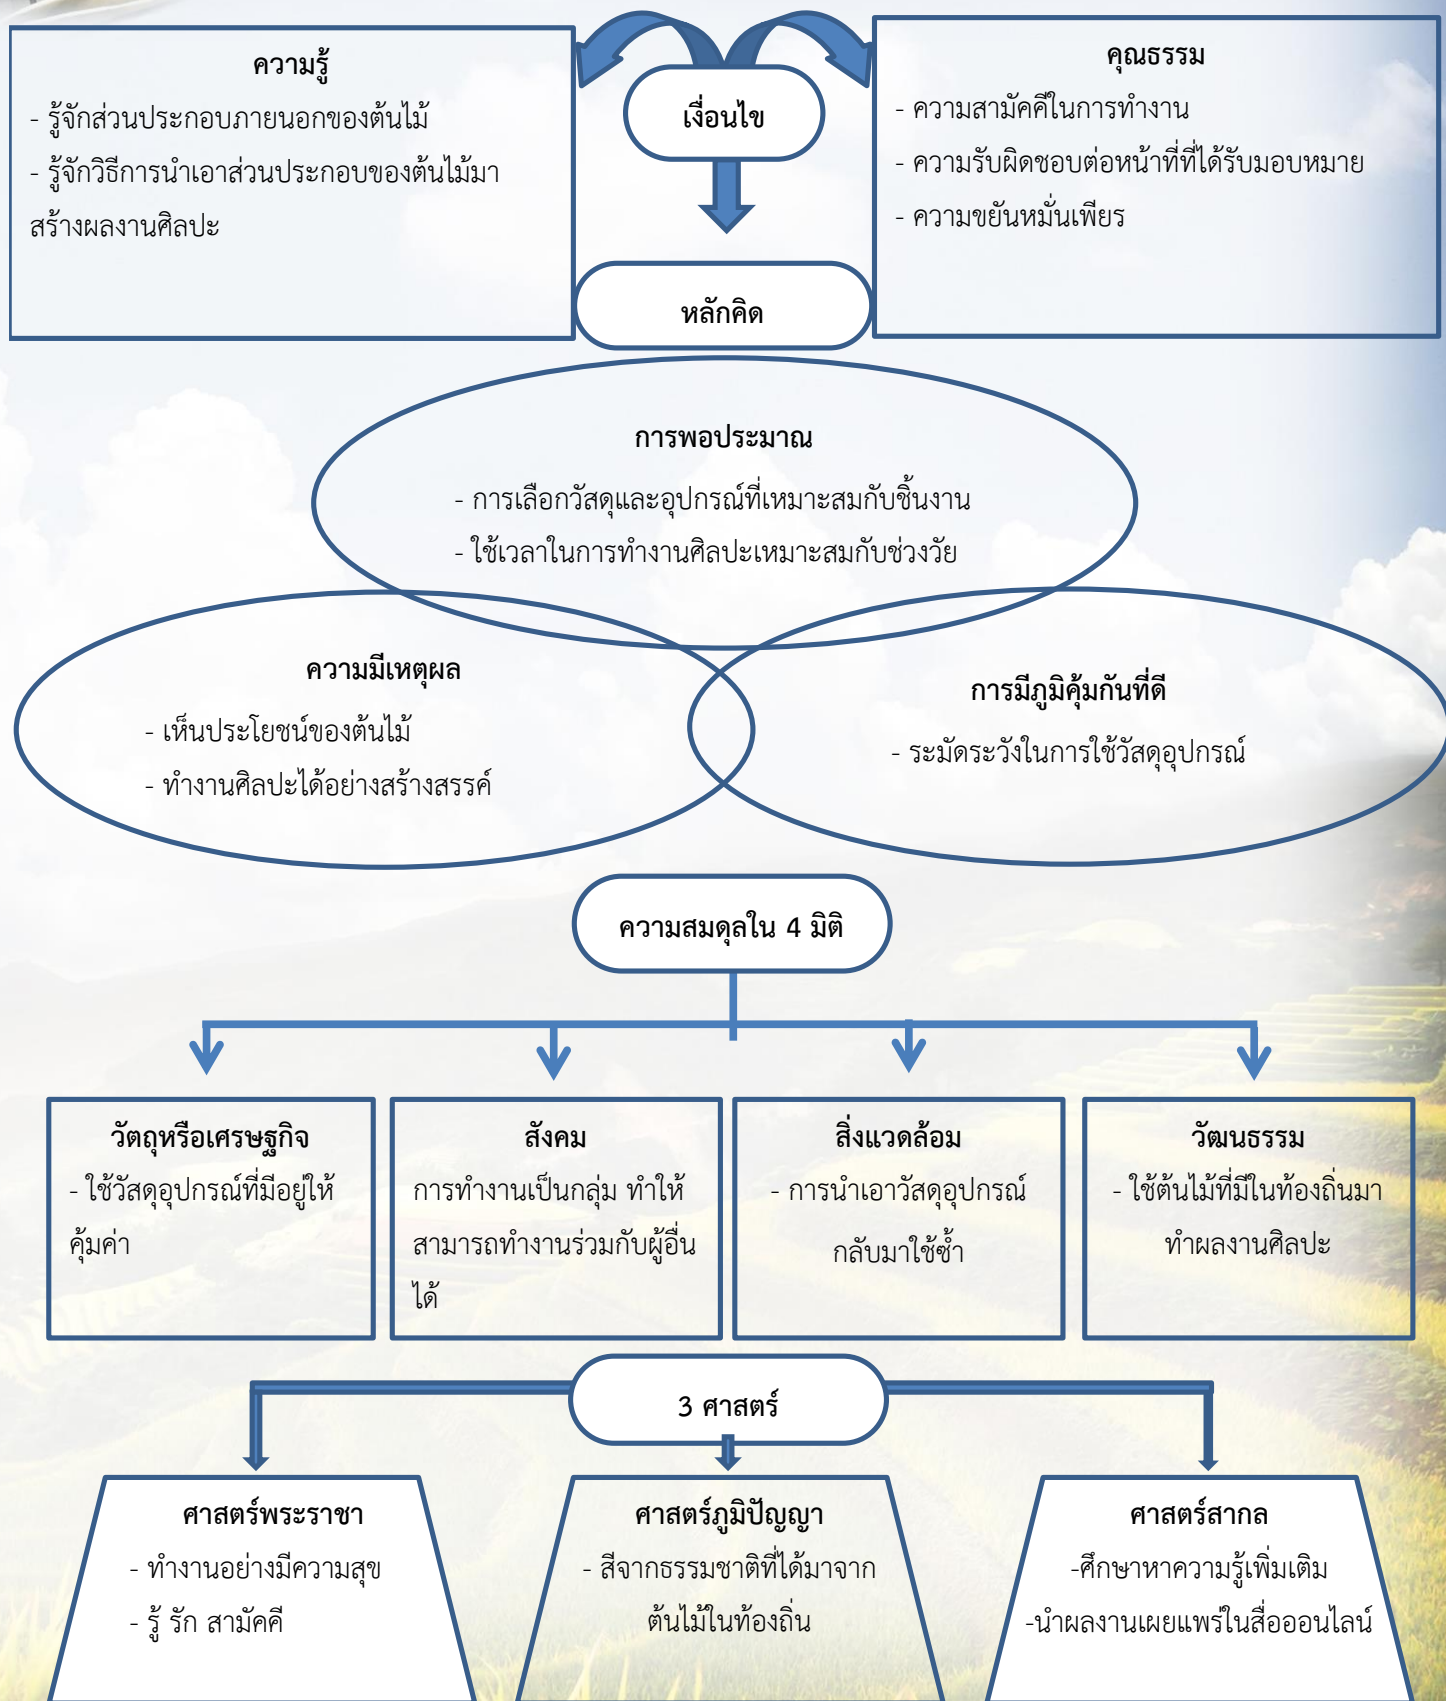 ความรู้
- รู้จักส่วนประกอบภายนอกของต้นไม้
- รู้จักวิธีการนำเอาส่วนประกอบของต้นไม้มา
สร้างผลงานศิลปะ
เงื่อนไข
คุณธรรม
- ความสามัคคีในการทำงาน
- ความรับผิดชอบต่อหน้าที่ที่ได้รับมอบหมาย
- ความขยันหมั่นเพียร
หลักคิด
การพอประมาณ
- การเลือกวัสดุและอุปกรณ์ที่เหมาะสมกับชิ้นงาน
- ใช้เวลาในการทำงานศิลปะเหมาะสมกับช่วงวัย
ความมีเหตุผล
- เห็นประโยชน์ของต้นไม้
- ทำงานศิลปะได้อย่างสร้างสรรค์
การมีภูมิคุ้มกันที่ดี
- ระมัดระวังในการใช้วัสดุอุปกรณ์
ความสมดุลใน 4 มิติ
วัตถุหรือเศรษฐกิจ
- ใช้วัสดุอุปกรณ์ที่มีอยู่ให้
คุ้มค่า
สังคม
การทำงานเป็นกลุ่ม ทำให้
สามารถทำงานร่วมกับผู้อื่น
ได้
สิ่งแวดล้อม
- การนำเอาวัสดุอุปกรณ์
กลับมาใช้ซ้ำ
วัฒนธรรม
- ใช้ต้นไม้ที่มีในท้องถิ่นมา
ทำผลงานศิลปะ
3 ศาสตร์
ศาสตร์พระราชา
- ทำงานอย่างมีความสุข
- รู้ รัก สามัคคี
ศาสตร์ภูมิปัญญา
- สีจากธรรมชาติที่ได้มาจาก
ต้นไม้ในท้องถิ่น
ศาสตร์สากล
-ศึกษาหาความรู้เพิ่มเติม
-นำผลงานเผยแพร่ในสื่อออนไลน์